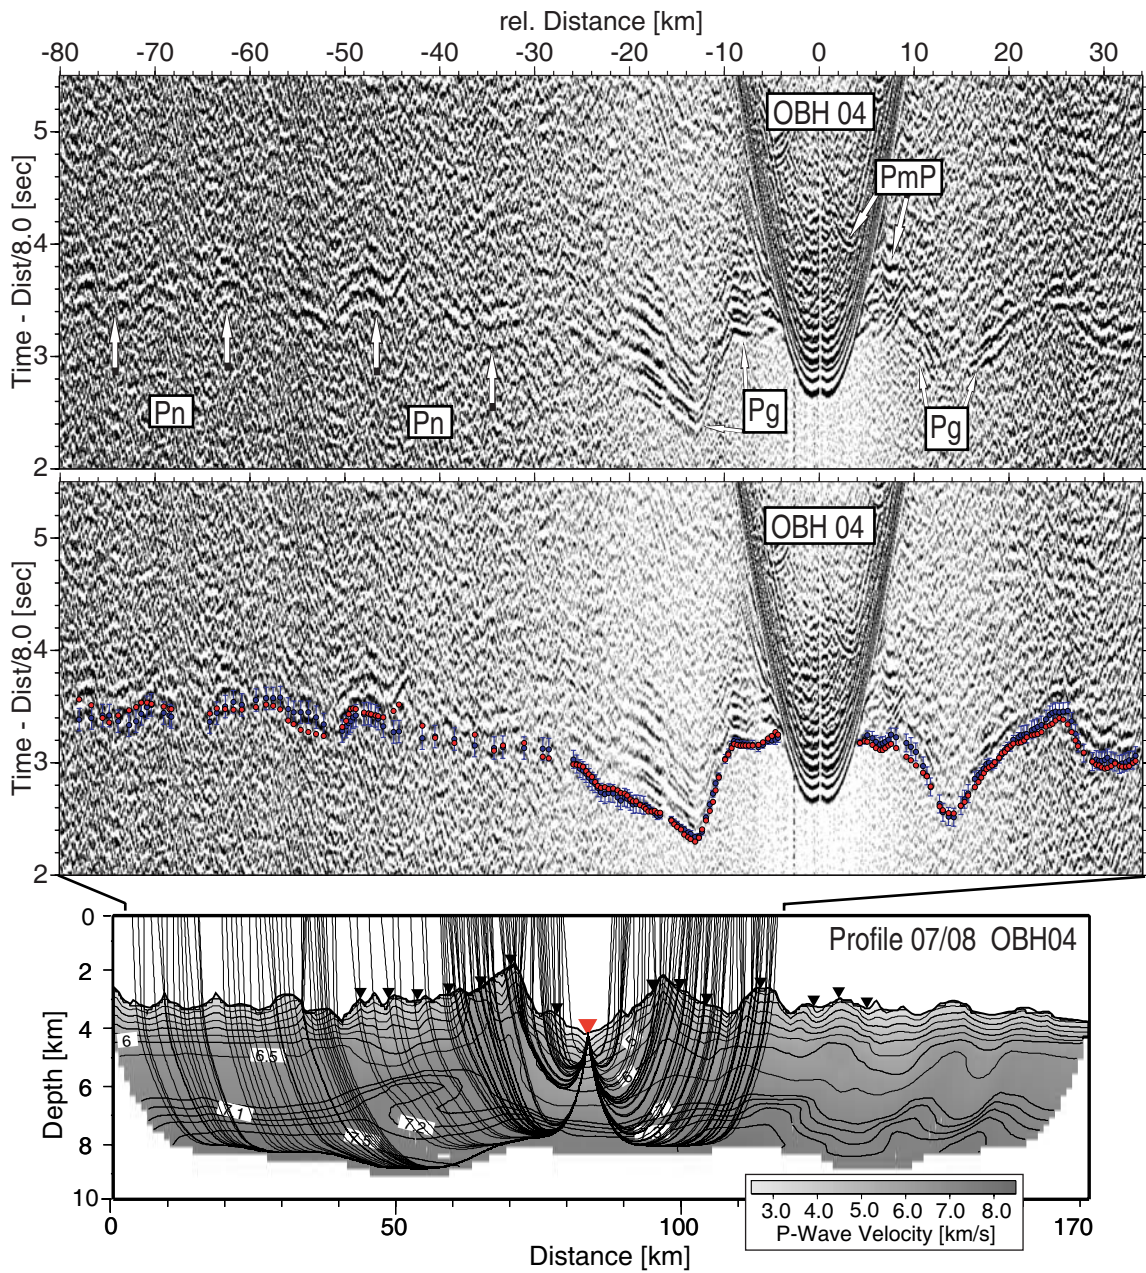 rel. Distance [km]
-80 -70 -60 -50 -40 -30 -20 -10 0 10 20 30
Time - Dist/8.0 [sec]
5
4
3
2
OBH 04
PmP
Pn
Pn
Pg
Pg
Time - Dist/8.0 [sec]
5
4
3
2
OBH 04
Profile 07/08 OBH04
Depth [km]
0
2
4
6
8
10
6
6.5
7.1
7.2
7.5
6
0 50 100 170
Distance [km]
3.0 4.0 5.0 6.0 7.0 8.0
P-Wave Velocity [km/s]